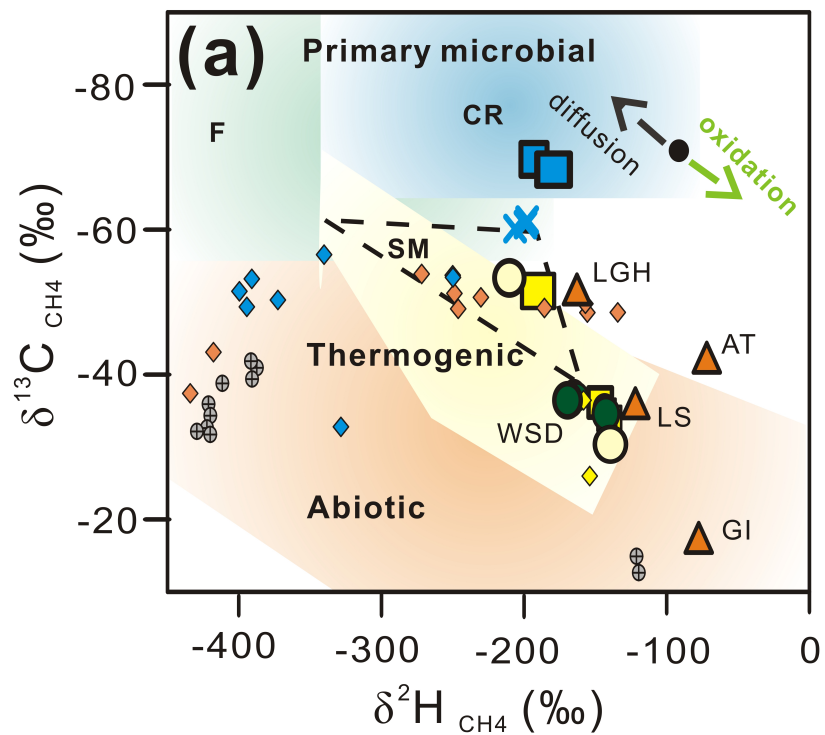 (a)
Primary microbial
F
CR
diffusion
oxidation
SM
LGH
Thermogenic
AT
WSD
LS
Abiotic
GI
-80
-60
-40
-20
δ¹³C CH4 (‰)
-400
-300
-200
-100
0
δ²H CH4 (‰)